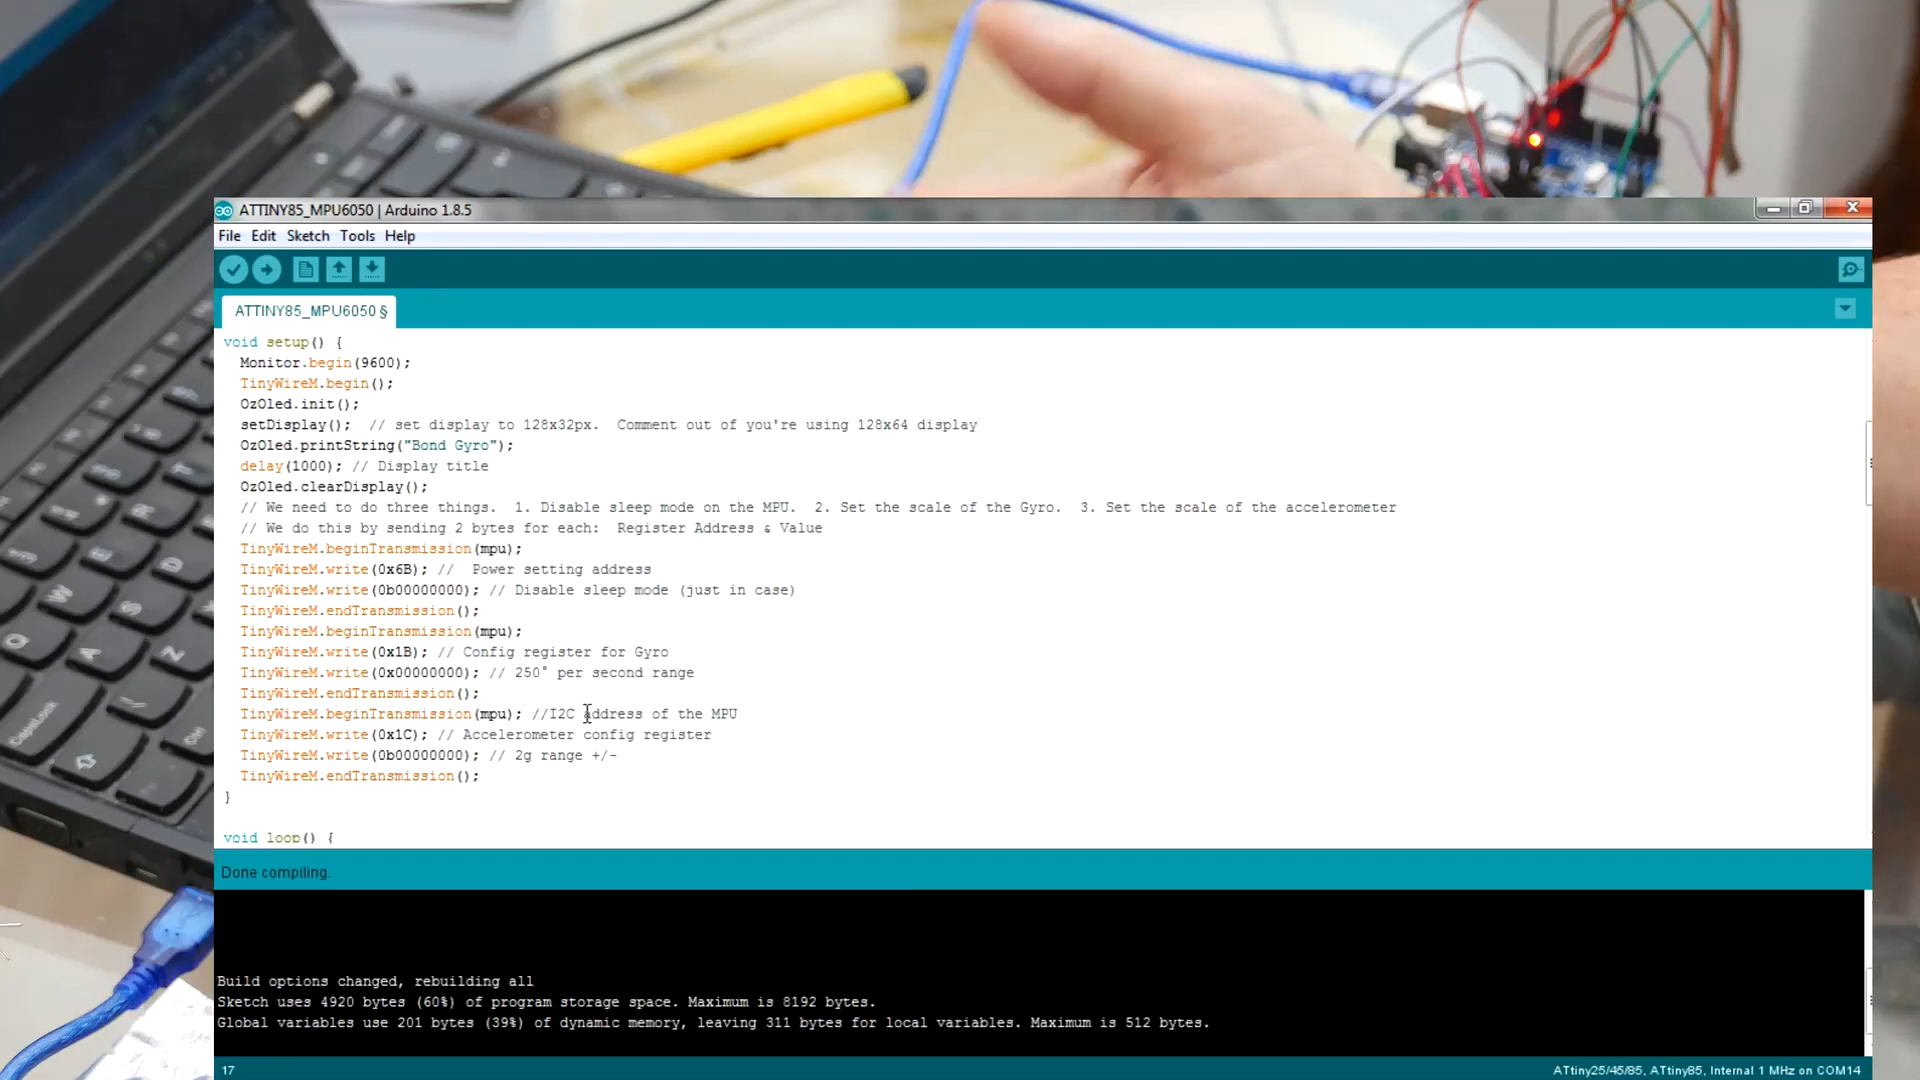 ATTINY85_MPU6050 | Arduino 1.8.5
File Edit Sketch Tools Help
ATTINY85_MPU6050 §
void setup() {
Monitor.begin(9600);
TinyWireM.begin();
OzOled.init();
setDisplay();  // set display to 128x32px.  Comment out of you're using 128x64 display
OzOled.printString("Bond Gyro");
delay(1000); // Display title
OzOled.clearDisplay();
// We need to do three things.  1. Disable sleep mode on the MPU.  2. Set the scale of the Gyro.  3. Set the scale of the accelerometer
// We do this by sending 2 bytes for each:  Register Address & Value
TinyWireM.beginTransmission(mpu);
TinyWireM.write(0x6B); //  Power setting address
TinyWireM.write(0b00000000); // Disable sleep mode (just in case)
TinyWireM.endTransmission();
TinyWireM.beginTransmission(mpu);
TinyWireM.write(0x1B); // Config register for Gyro
TinyWireM.write(0x00000000); // 250° per second range
TinyWireM.endTransmission();
TinyWireM.beginTransmission(mpu); //I2C address of the MPU
TinyWireM.write(0x1C); // Accelerometer config register
TinyWireM.write(0b00000000); // 2g range +/-
TinyWireM.endTransmission();
}
void loop() {
Done compiling.
Build options changed, rebuilding all
Sketch uses 4920 bytes (60%) of program storage space. Maximum is 8192 bytes.
Global variables use 201 bytes (39%) of dynamic memory, leaving 311 bytes for local variables. Maximum is 512 bytes.
17
ATtiny25/45/85, ATtiny85, Internal 1 MHz on COM14